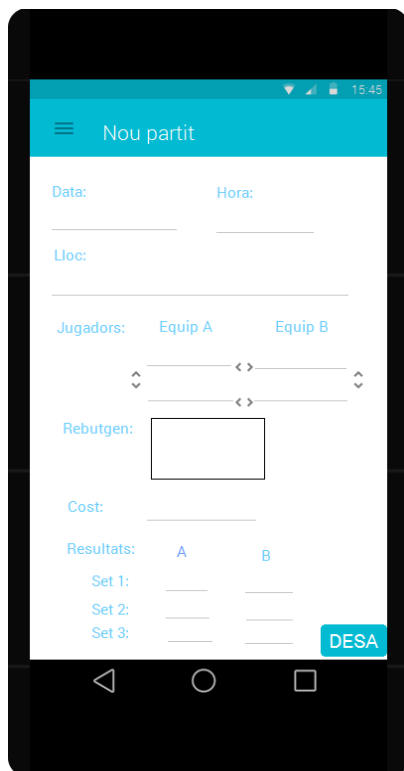 15:45
Nou partit
Data: Hora:
Lloc:
Jugadors: Equip A Equip B
Rebutgen:
Cost:
Resultats: A B
Set 1:
Set 2:
Set 3:
DESA